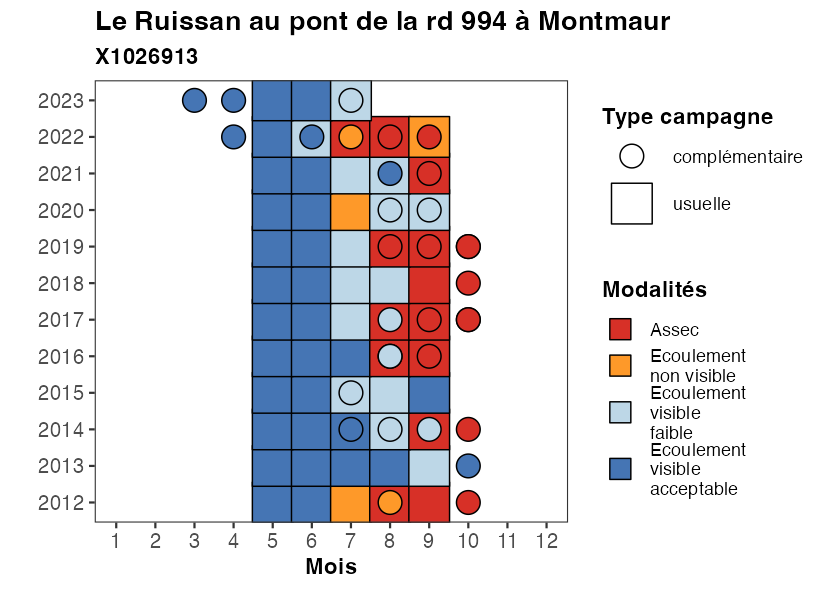 Le Ruissan au pont de la rd 994 à Montmaur
X1026913
2023
2022
2021
2020
2019
2018
2017
2016
2015
2014
2013
2012
1 2 3 4 5 6 7 8 9 10 11 12
Mois
Type campagne
complémentaire
usuelle
Modalités
Assec
Ecoulement
non visible
Ecoulement
visible
faible
Ecoulement
visible
acceptable